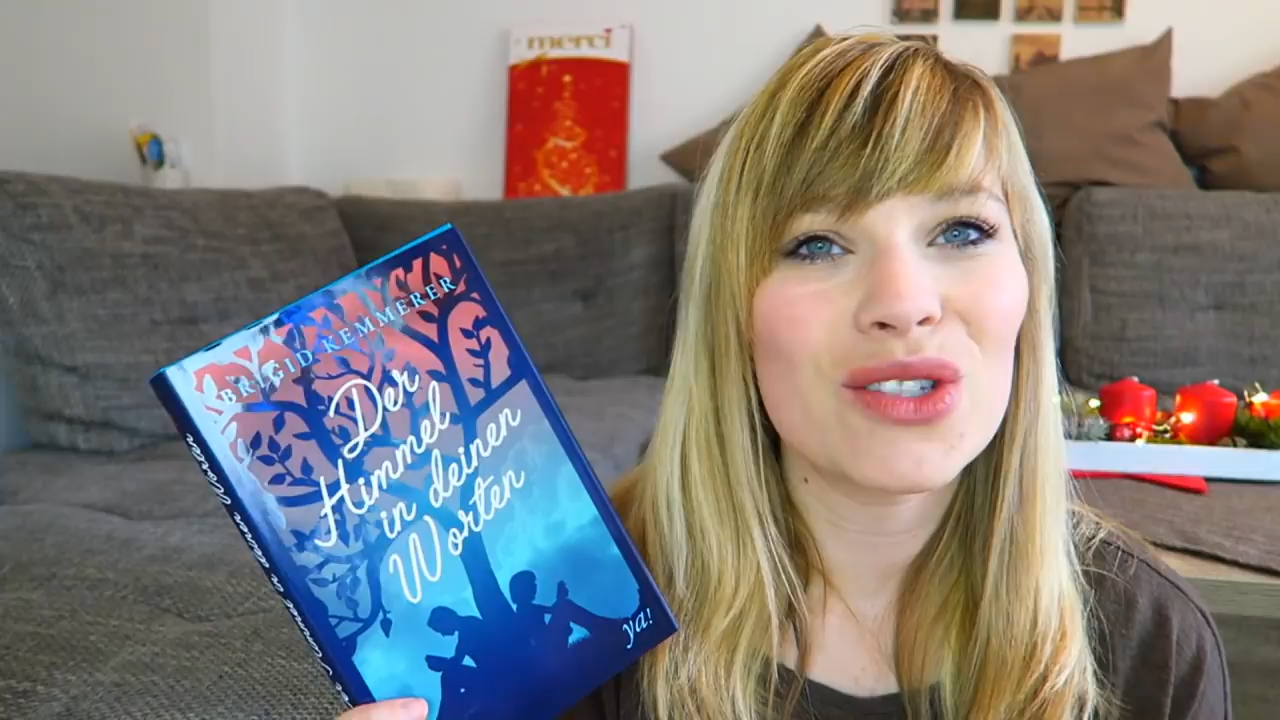 merci
BRIGID KEMMERER
Der
Himmel
in deinen
Worten
ya!